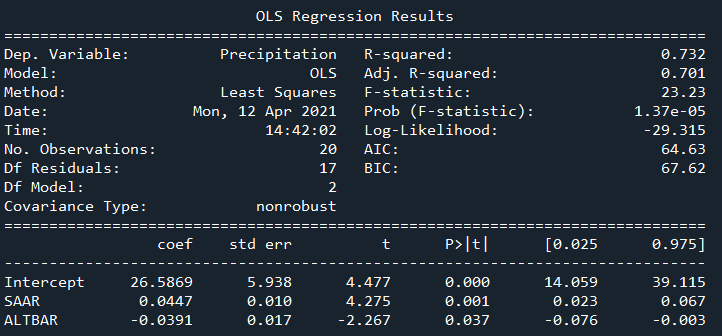 OLS Regression Results
==============================================================================
Dep. Variable: Precipitation R-squared: 0.732
Model: OLS Adj. R-squared: 0.701
Method: Least Squares F-statistic: 23.23
Date: Mon, 12 Apr 2021 Prob (F-statistic): 1.37e-05
Time: 14:42:02 Log-Likelihood: -29.315
No. Observations: 20 AIC: 64.63
Df Residuals: 17 BIC: 67.62
Df Model: 2
Covariance Type: nonrobust
==============================================================================
coef std err t P>|t| [0.025 0.975]
------------------------------------------------------------------------------
Intercept 26.5869 5.938 4.477 0.000 14.059 39.115
SAAR 0.0447 0.010 4.275 0.001 0.023 0.067
ALTBAR -0.0391 0.017 -2.267 0.037 -0.076 -0.003